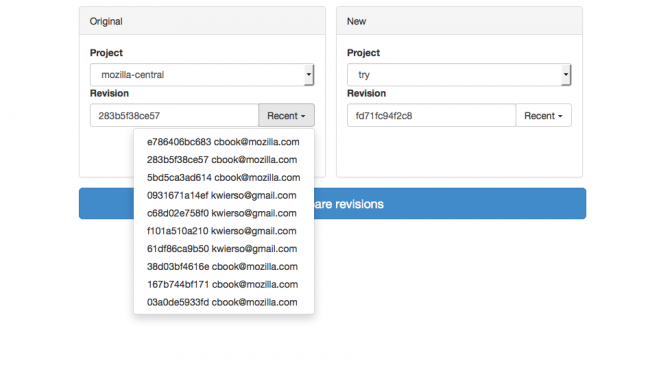 Original
Project
mozilla-central
Revision
283b5f38ce57 Recent
e786406bc683 cbook@mozilla.com
283b5f38ce57 cbook@mozilla.com
5bd5ca3ad614 cbook@mozilla.com
0931671a14ef kwierso@gmail.com
c68d02e758f0 kwierso@gmail.com
f101a510a210 kwierso@gmail.com
61df86ca9b50 kwierso@gmail.com
38d03bf4616e cbook@mozilla.com
167b744bf171 cbook@mozilla.com
03a0de5933fd cbook@mozilla.com
New
Project
try
Revision
fd71fc94f2c8 Recent
are revisions